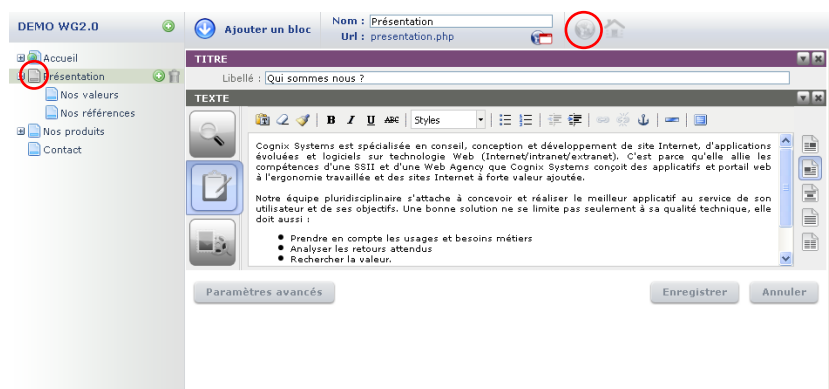 DEMO WG2.0
Accueil
Présentation
Nos valeurs
Nos références
Nos produits
Contact
Ajouter un bloc
Nom : Présentation
Url : presentation.php
TITRE
Libellé : Qui sommes nous ?
TEXTE
B I U ABC Styles
Cognix Systems est spécialisée en conseil, conception et développement de site Internet, d'applications
évoluées et logiciels sur technologie Web (Internet/intranet/extranet). C'est parce qu'elle allie les
compétences d'une SSII et d'une Web Agency que Cognix Systems conçoit des applicatifs et portail web
à l'ergonomie travaillée et des sites Internet à forte valeur ajoutée.
Notre équipe pluridisciplinaire s'attache à concevoir et réaliser le meilleur applicatif au service de son
utilisateur et de ses objectifs. Une bonne solution ne se limite pas seulement à sa qualité technique, elle
doit aussi :
Prendre en compte les usages et besoins métiers
Analyser les retours attendus
Rechercher la valeur.
Paramètres avancés
Enregistrer
Annuler